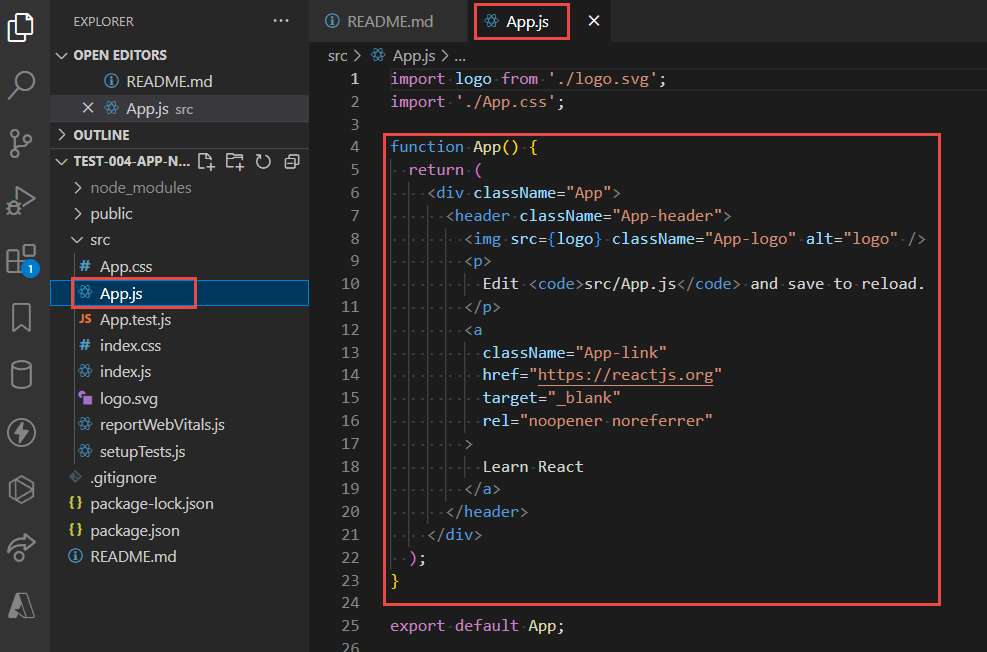 EXPLORER ...
OPEN EDITORS
README.md
App.js src
OUTLINE
TEST-004-APP-N...
node_modules
public
src
# App.css
App.js
JS App.test.js
# index.css
index.js
logo.svg
reportWebVitals.js
setupTests.js
.gitignore
{} package-lock.json
{} package.json
README.md
1
README.md App.js
src > App.js > ...
1 import logo from './logo.svg';
2 import './App.css';
3
4 function App() {
5 return (
6 <div className="App">
7 <header className="App-header">
8 <img src={logo} className="App-logo" alt="logo" />
9 <p>
10 Edit <code>src/App.js</code> and save to reload.
11 </p>
12 <a
13 className="App-link"
14 href="https://reactjs.org"
15 target="_blank"
16 rel="noopener noreferrer"
17 >
18 Learn React
19 </a>
20 </header>
21 </div>
22 );
23 }
24
25 export default App;
26